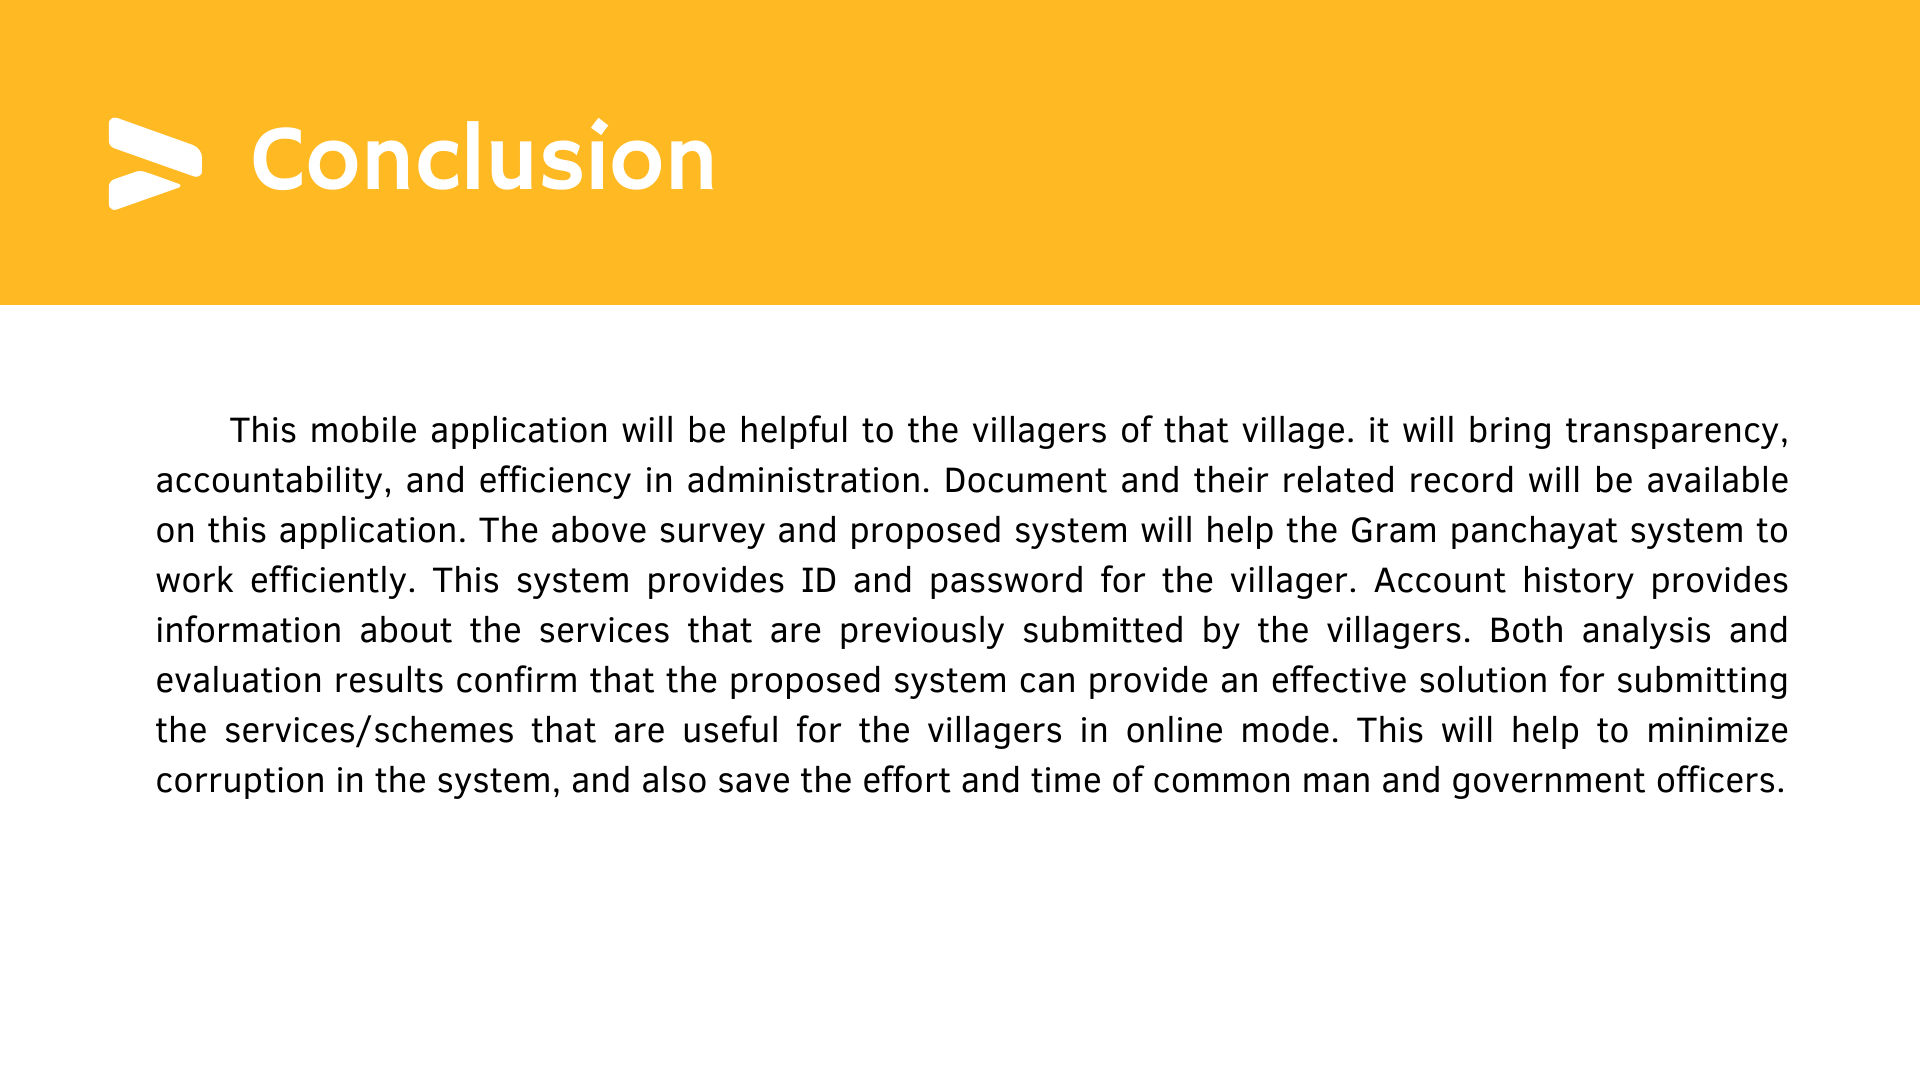 Conclusion
This mobile application will be helpful to the villagers of that village. it will bring transparency,
accountability, and efficiency in administration. Document and their related record will be available
on this application. The above survey and proposed system will help the Gram panchayat system to
work efficiently. This system provides ID and password for the villager. Account history provides
information about the services that are previously submitted by the villagers. Both analysis and
evaluation results confirm that the proposed system can provide an effective solution for submitting
the services/schemes that are useful for the villagers in online mode. This will help to minimize
corruption in the system, and also save the effort and time of common man and government officers.